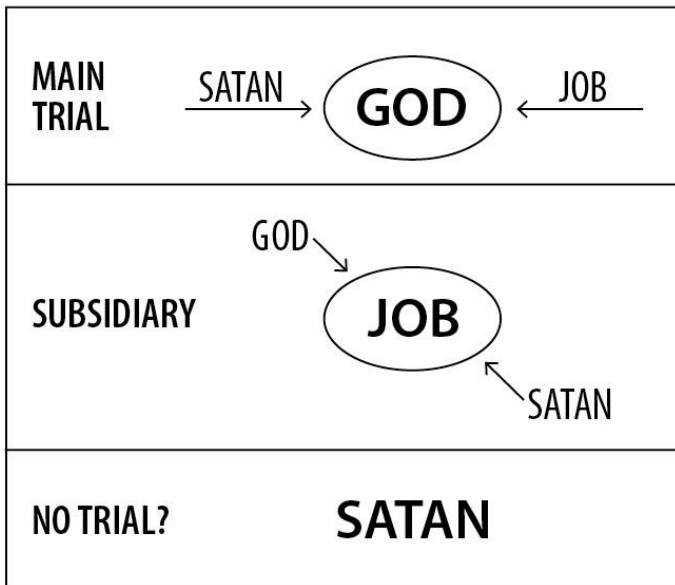 MAIN
TRIAL
SATAN
GOD
JOB
GOD
SUBSIDIARY
JOB
SATAN
NO TRIAL?
SATAN